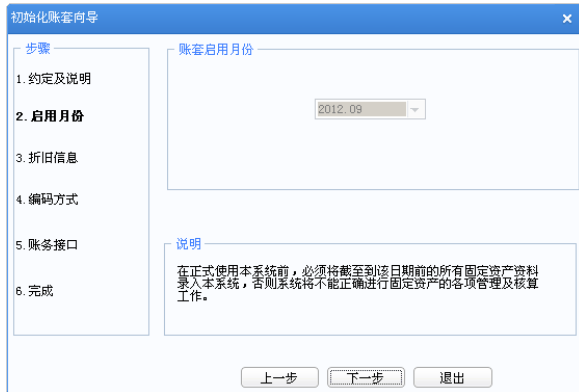 初始化账套向导
步骤
1.约定及说明
2.启用月份
3.折旧信息
4.编码方式
5.账务接口
6.完成
账套启用月份
2012.09
说明
在正式使用本系统前，必须将截至到该日期前的所有固定资产资料
录入本系统，否则系统将不能正确进行固定资产的各项管理及核算
工作。
上一步
下一步
退出